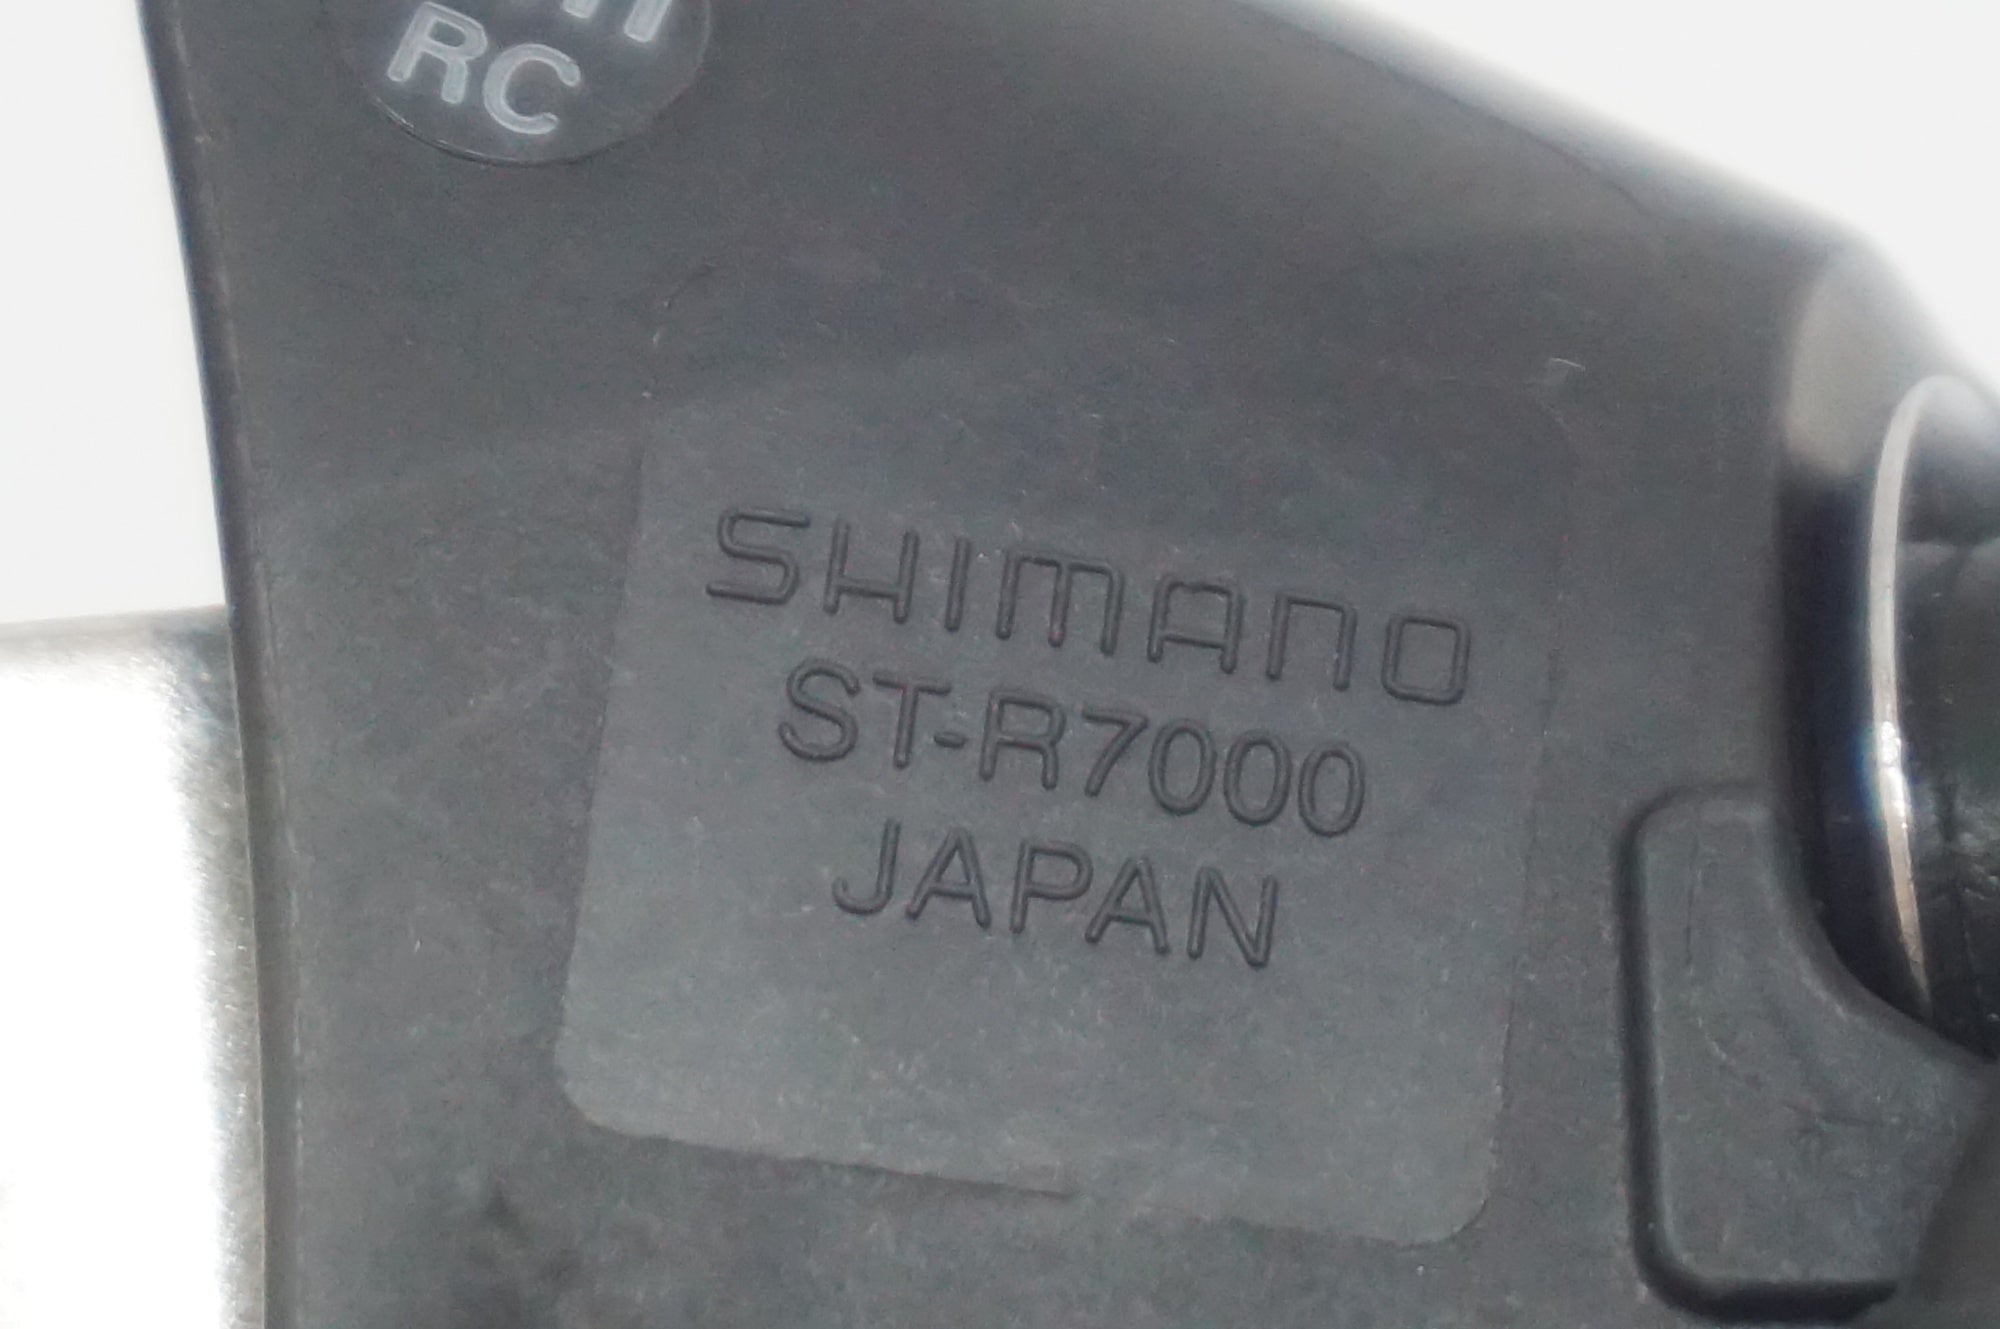 RC
SHIMANO
ST-R7000
JAPAN